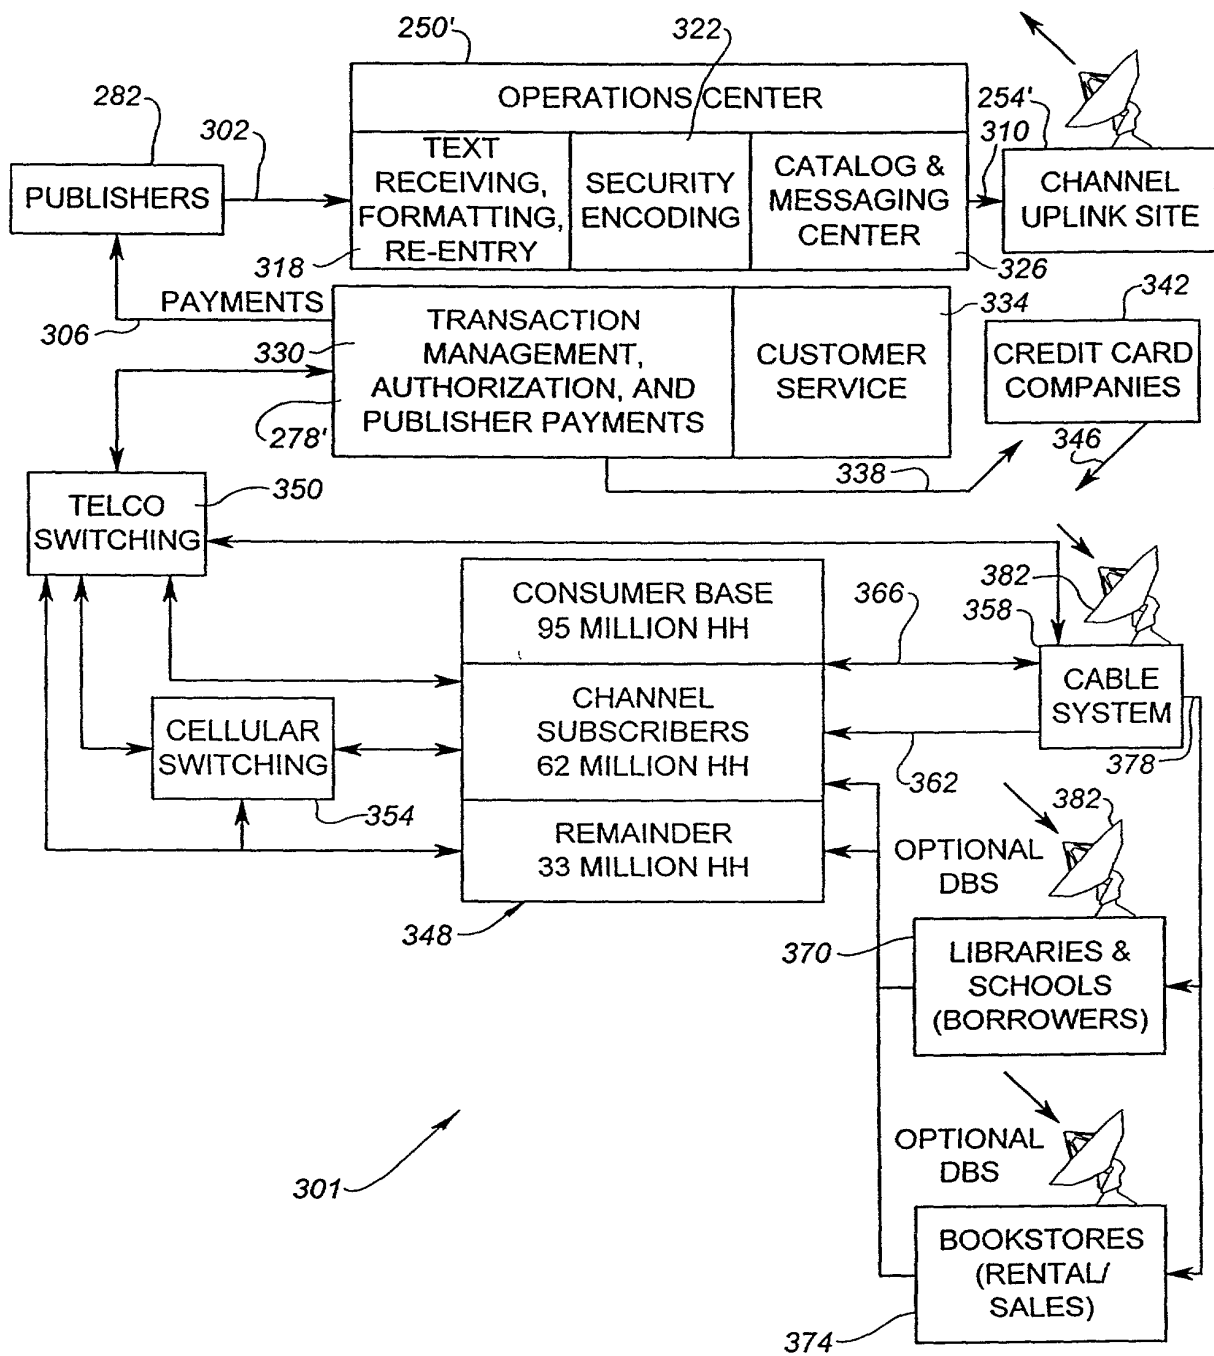 250'
322
OPERATIONS CENTER
282
302
254'
310
PUBLISHERS
TEXT
RECEIVING,
FORMATTING,
RE-ENTRY
318
SECURITY
ENCODING
CATALOG &
MESSAGING
CENTER
326
CHANNEL
UPLINK SITE
PAYMENTS
306
330
TRANSACTION
MANAGEMENT,
AUTHORIZATION, AND
PUBLISHER PAYMENTS
278'
334
CUSTOMER
SERVICE
342
CREDIT CARD
COMPANIES
346
338
TELCO
SWITCHING
350
CONSUMER BASE
95 MILLION HH
366
382
358
CABLE
SYSTEM
CHANNEL
SUBSCRIBERS
62 MILLION HH
362
378
CELLULAR
SWITCHING
354
REMAINDER
33 MILLION HH
348
382
OPTIONAL
DBS
370
LIBRARIES &
SCHOOLS
(BORROWERS)
301
OPTIONAL
DBS
BOOKSTORES
(RENTAL/
SALES)
374